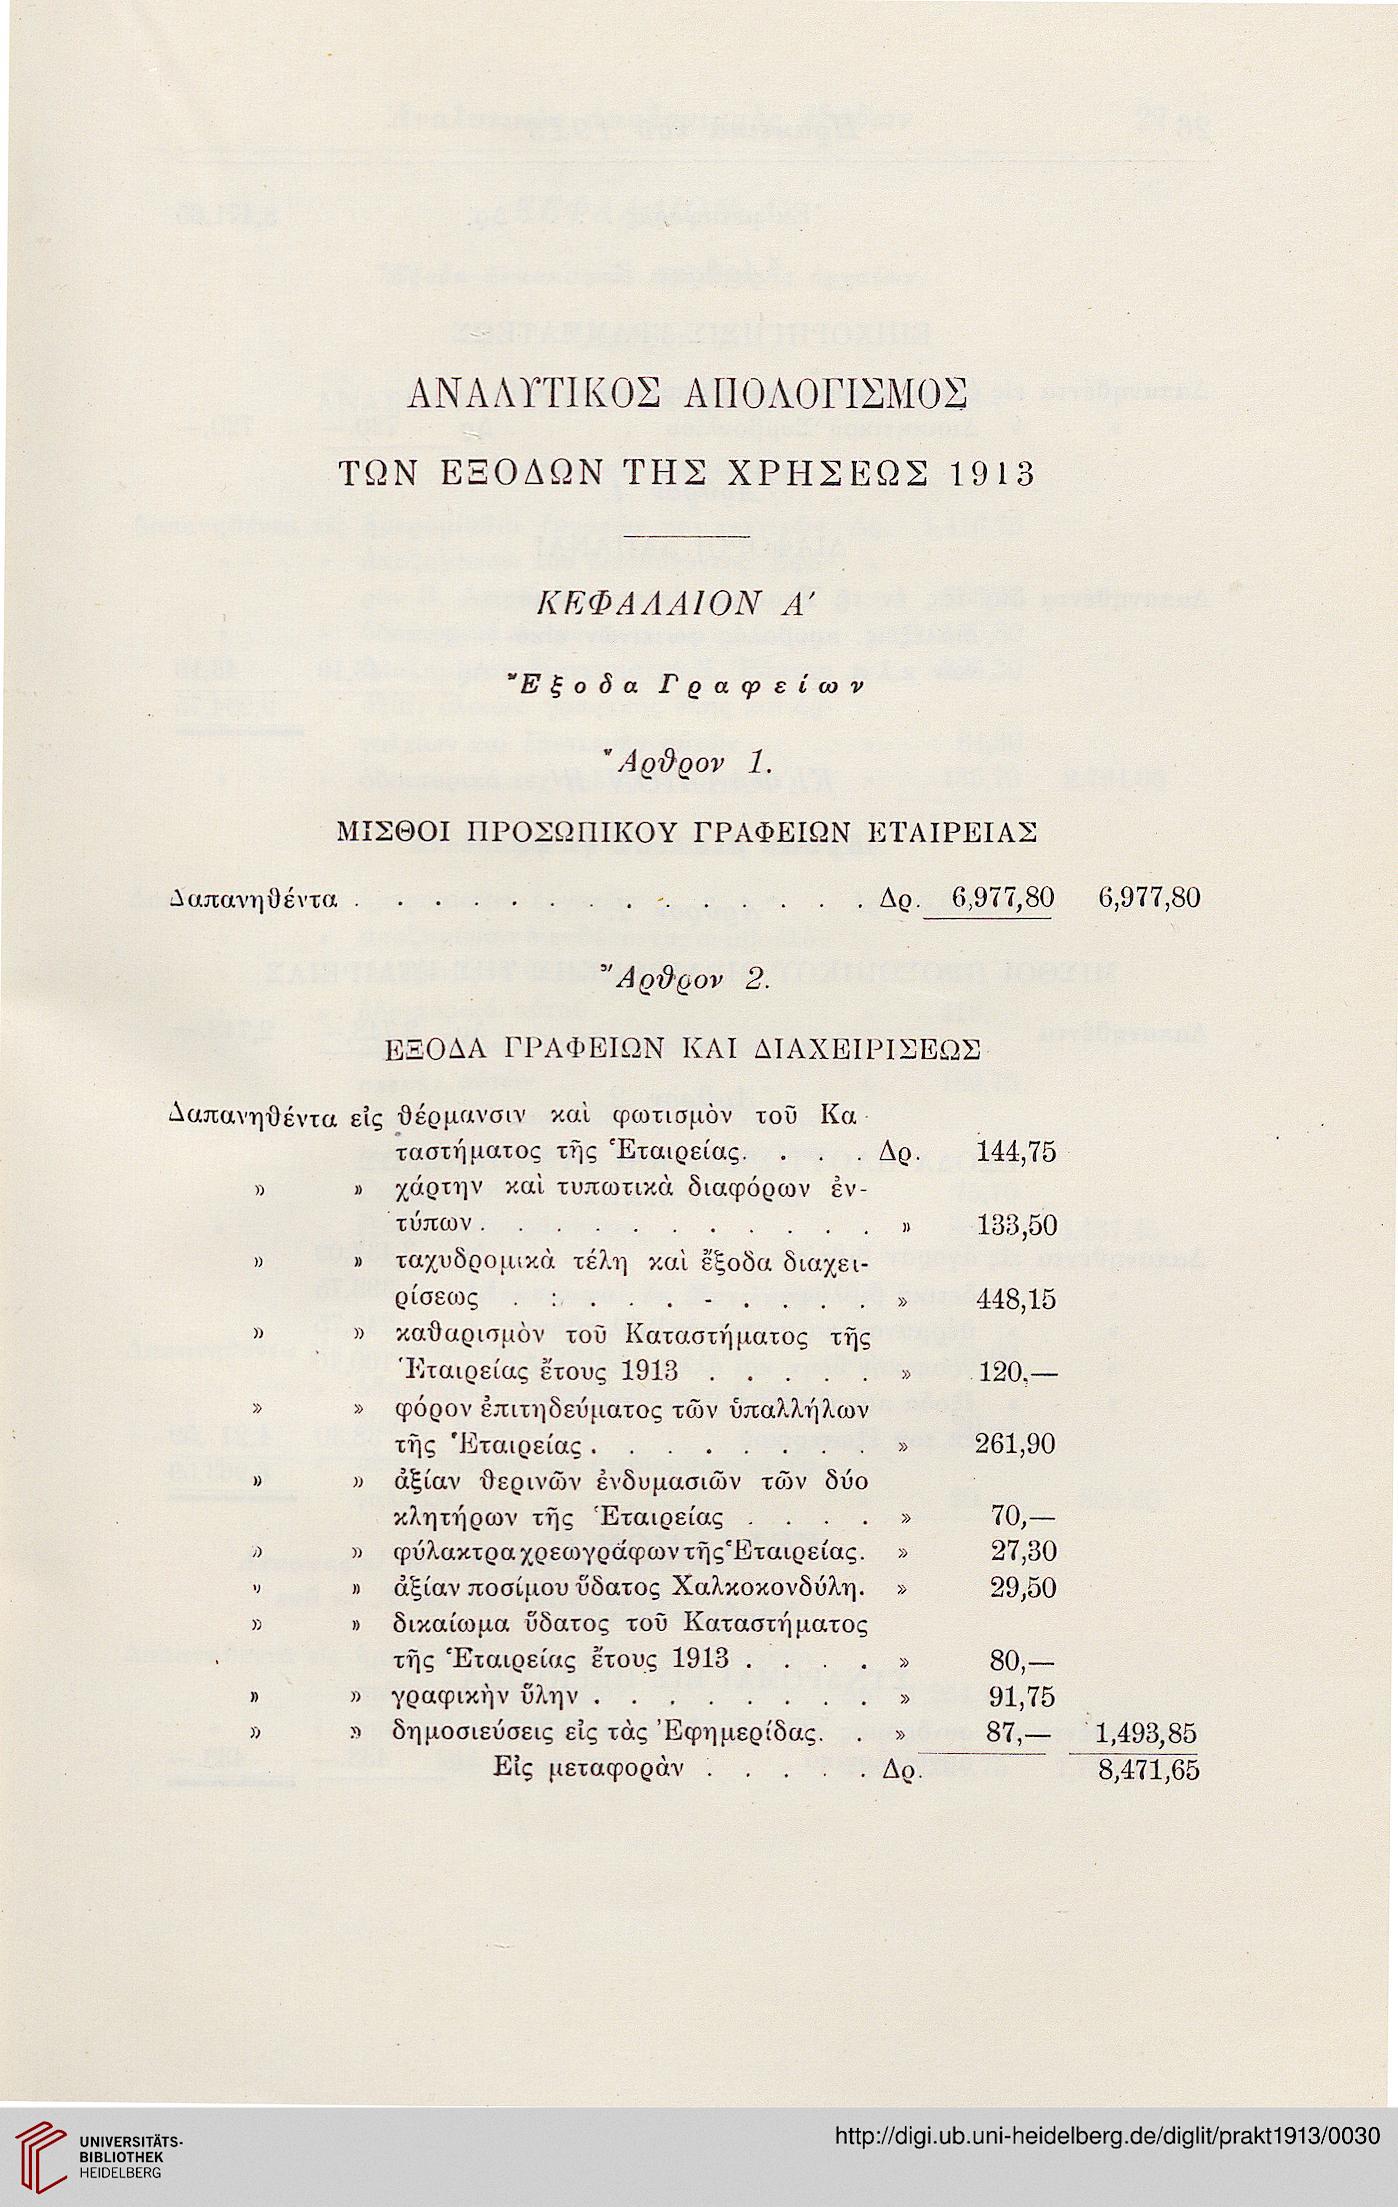 ΑΝΑΛΥΤΙΚΟΣ ΑΠΟΛΟΓΙΣΜΟΣ
ΤΩΝ ΕΞΟΔΩΝ ΤΗΣ ΧΡΗΣΕΩΣ 1913
ΚΕΦΑΛΑΙΟΝ Α'
Ἔξοδα Γραφείων
Ἄρθρον 1.
ΜΙΣΘΟΙ ΠΡΟΣΩΠΙΚΟΥ ΓΡΑΦΕΙΩΝ ΕΤΑΙΡΕΙΑΣ
Δαπανηθέντα . . . . . . . . . . . . . . Δρ. 6,977,80 6,977,80
Ἄρθρον 2.
ΕΞΟΔΑ ΓΡΑΦΕΙΩΝ ΚΑΙ ΔΙΑΧΕΙΡΙΣΕΩΣ
Δαπανηθέντα εἰς θέρμανσιν καὶ φωτισμὸν τοῦ Κα
ταστήματος τῆς Ἑταιρείας. . . . Δρ. 144,75
» » χάρτην καὶ τυπωτικὰ διαφόρων ἐν-
τύπων . . . . . . . . . . . » 133,50
» » ταχυδρομικὰ τέλη καὶ ἔξοδα διαχει-
ρίσεως . . . . . . . . . . » 448,15
» » καθαρισμὸν τοῦ Καταστήματος τῆς
Ἑταιρείας ἔτους 1913 . . . . . » 120,—
» » φόρον ἐπιτηδεύματος τῶν ὑπαλλήλων
τῆς Ἑταιρείας . . . . . . . . » 261,90
» » ἀξίαν θερινῶν ἐνδυμασιῶν τῶν δύο
κλητήρων τῆς Ἑταιρείας . . . . » 70,—
» » φύλακτρα χρεωγράφων τῆς Ἑταιρείας. » 27,30
» » ἀξίαν ποσίμου ὕδατος Χαλκοκονδύλη. » 29,50
» » δικαίωμα ὕδατος τοῦ Καταστήματος
τῆς Ἑταιρείας ἔτους 1913 . . . . » 80,—
» » γραφικὴν ὕλην . . . . . . . . » 91,75
» » δημοσιεύσεις εἰς τὰς Ἐφημερίδας. . » 87,— 1,493,85
Εἰς μεταφορὰν . . . . . Δρ. 8,471,65
UNIVERSITÄTS-
BIBLIOTHEK
HEIDELBERG
http://digi.ub.uni-heidelberg.de/diglit/prakt1913/0030